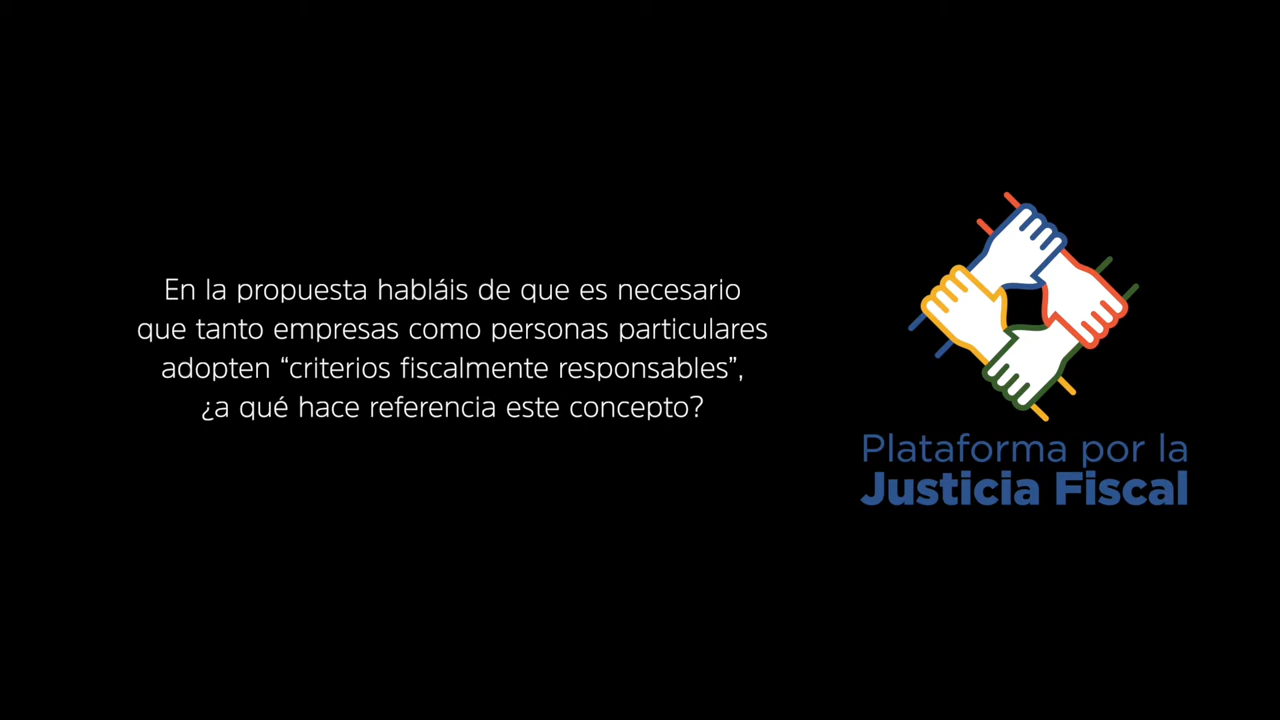 En la propuesta habláis de que es necesario
que tanto empresas como personas particulares
adopten “criterios fiscalmente responsables”,
¿a qué hace referencia este concepto?
Plataforma por la
Justicia Fiscal